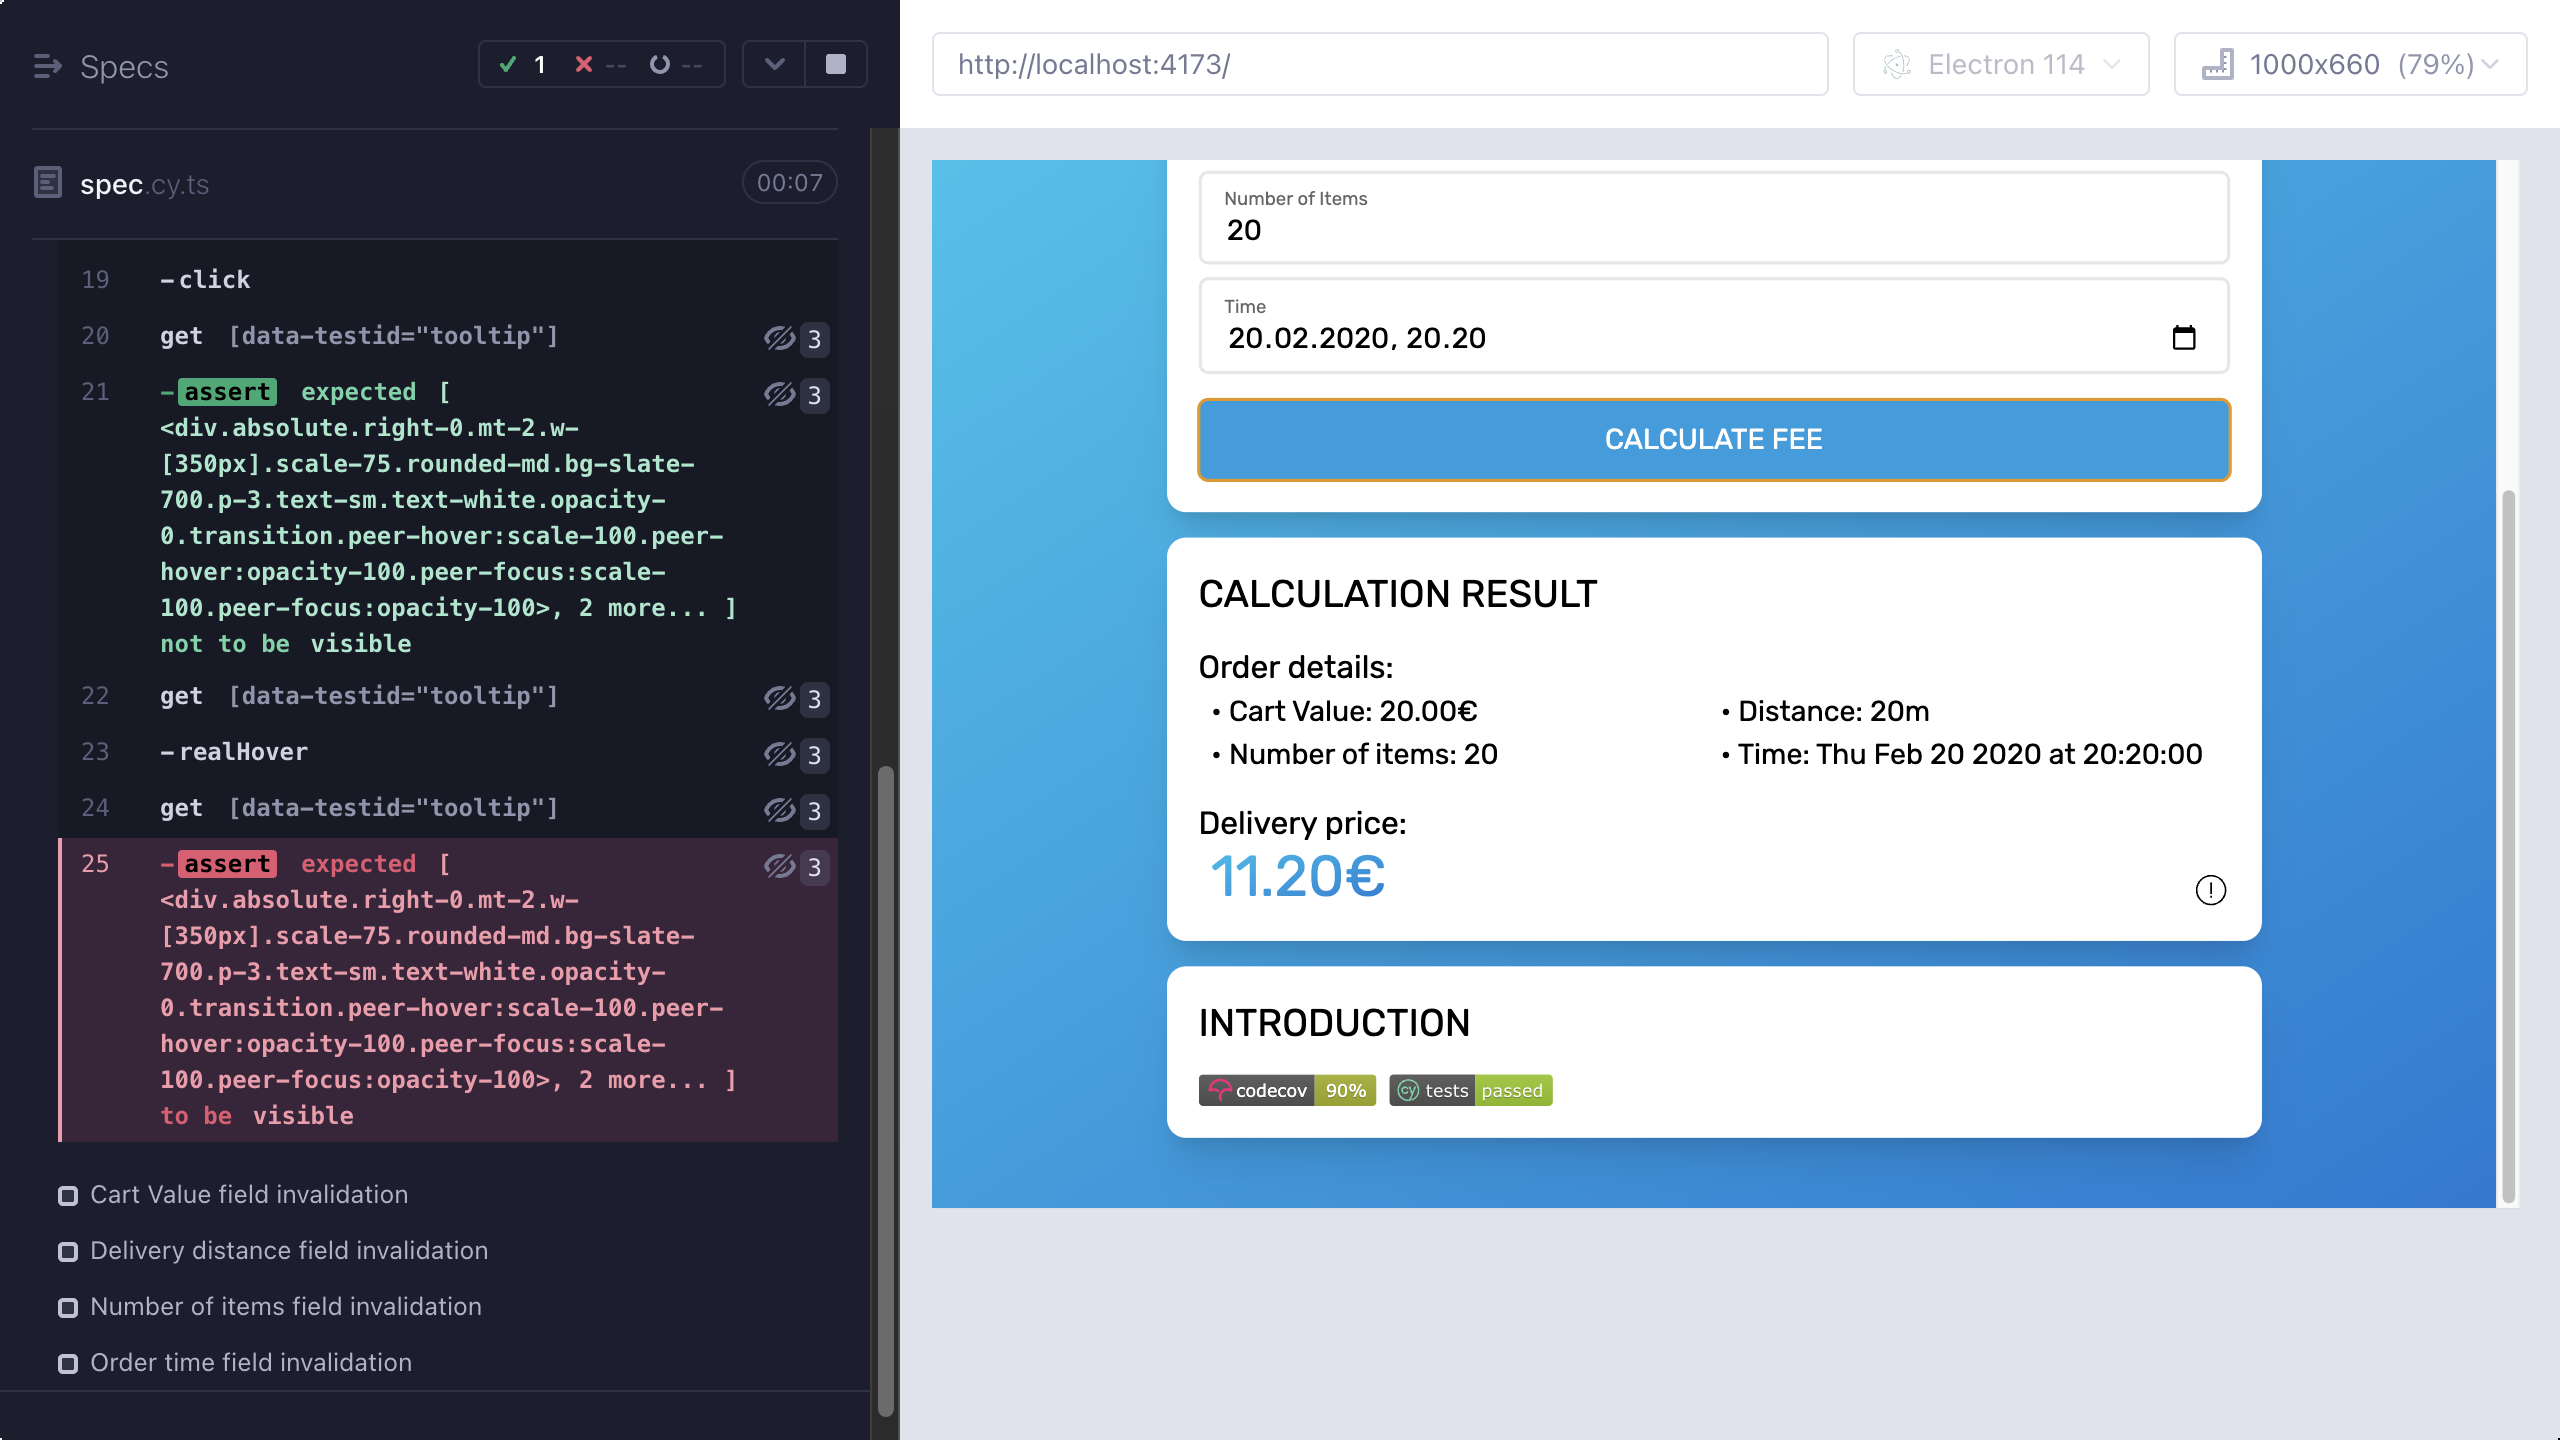 Specs
1
--
--
spec.cy.ts
00:07
19 -click
20 get [data-testid="tooltip"] 3
21 -assert expected [ 3
<div.absolute.right-0.mt-2.w-
[350px].scale-75.rounded-md.bg-slate-
700.p-3.text-sm.text-white.opacity-
0.transition.peer-hover:scale-100.peer-
hover:opacity-100.peer-focus:scale-
100.peer-focus:opacity-100>, 2 more... ]
not to be visible
22 get [data-testid="tooltip"] 3
23 -realHover 3
24 get [data-testid="tooltip"] 3
25 -assert expected [ 3
<div.absolute.right-0.mt-2.w-
[350px].scale-75.rounded-md.bg-slate-
700.p-3.text-sm.text-white.opacity-
0.transition.peer-hover:scale-100.peer-
hover:opacity-100.peer-focus:scale-
100.peer-focus:opacity-100>, 2 more... ]
to be visible
Cart Value field invalidation
Delivery distance field invalidation
Number of items field invalidation
Order time field invalidation
http://localhost:4173/
Electron 114
1000x660 (79%)
Number of Items
20
Time
20.02.2020, 20.20
CALCULATE FEE
CALCULATION RESULT
Order details:
• Cart Value: 20.00€
• Distance: 20m
• Number of items: 20
• Time: Thu Feb 20 2020 at 20:20:00
Delivery price:
11.20€
INTRODUCTION
codecov 90%
cy tests passed